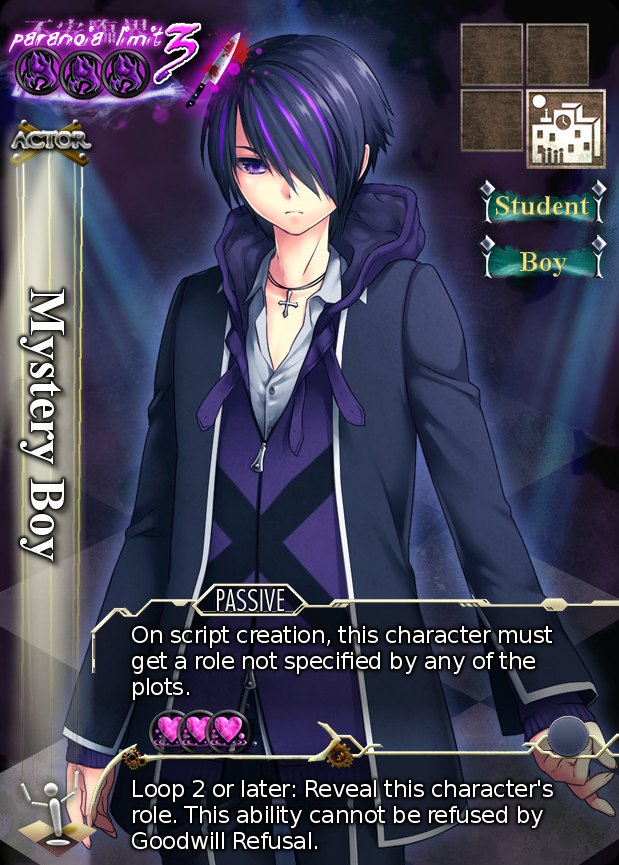 paranoia limit 3
ACTOR
Student
Boy
Mystery Boy
PASSIVE
On script creation, this character must
get a role not specified by any of the
plots.
Loop 2 or later: Reveal this character's
role. This ability cannot be refused by
Goodwill Refusal.